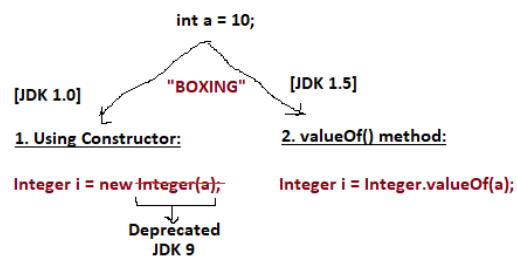 int a = 10;
"BOXING"
[JDK 1.0]
[JDK 1.5]
1. Using Constructor:
2. valueOf() method:
Integer i = new Integer(a);
Integer i = Integer.valueOf(a);
Deprecated
JDK 9